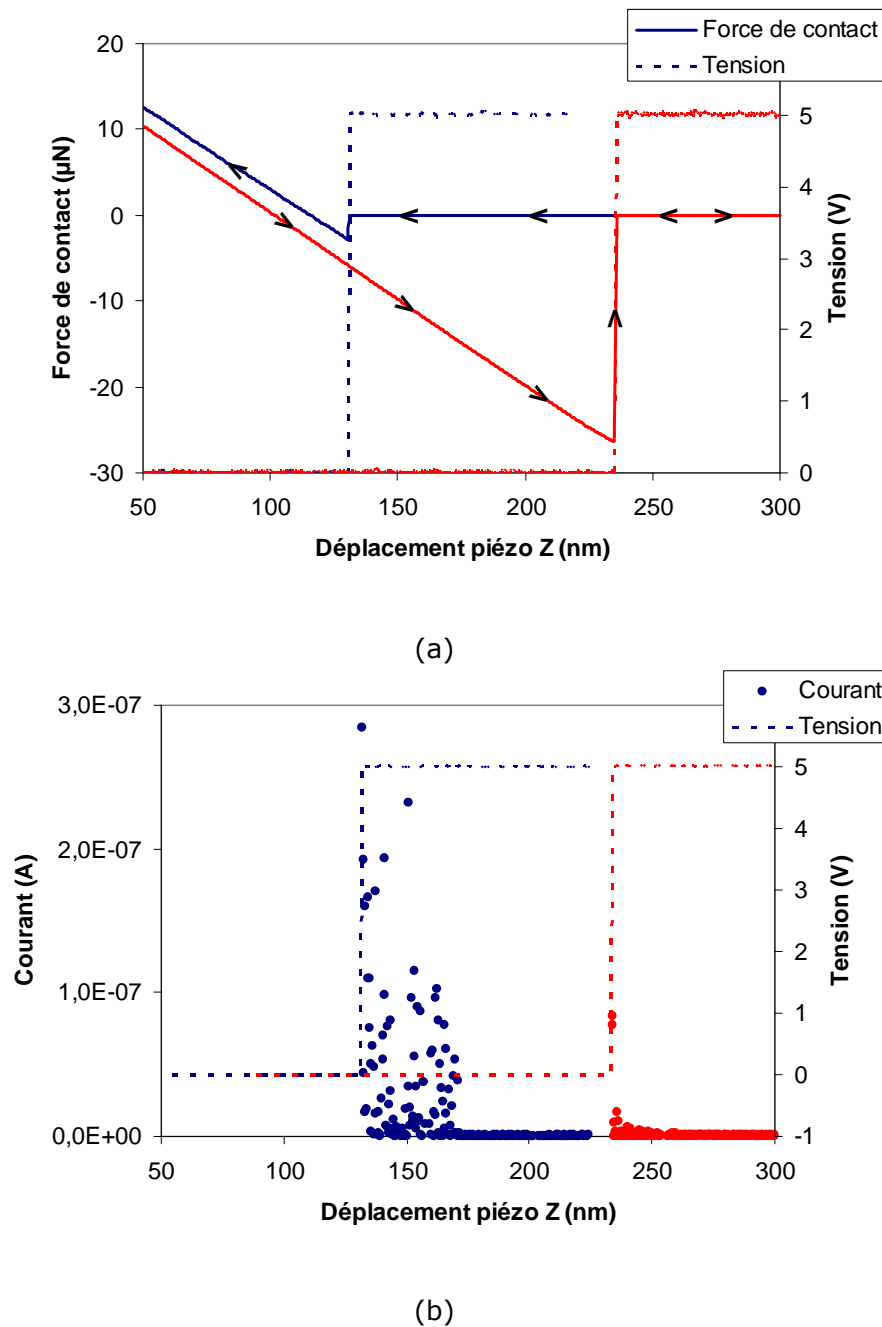 Force de contact
Tension
20
10
0
-10
-20
-30
Force de contact (µN)
5
4
3
2
1
0
Tension (V)
50 100 150 200 250 300
Déplacement piézo Z (nm)
(a)
Courant
Tension
3,0E-07
2,0E-07
1,0E-07
0,0E+00
Courant (A)
5
4
3
2
1
0
-1
Tension (V)
50 100 150 200 250 300
Déplacement piézo Z (nm)
(b)